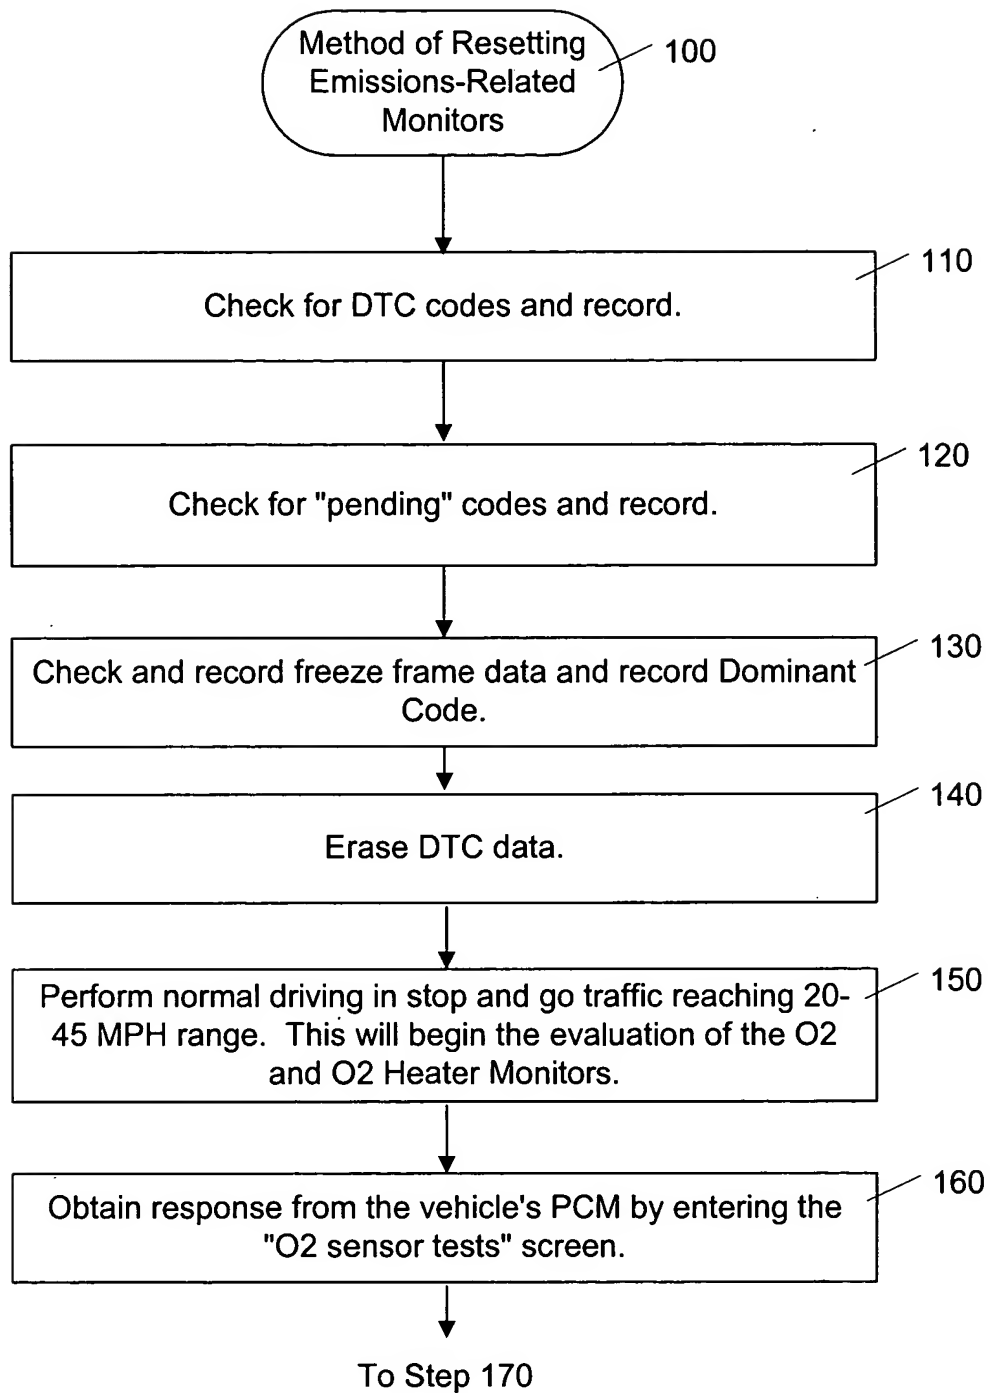 Method of Resetting
Emissions-Related
Monitors
100
110
Check for DTC codes and record.
120
Check for "pending" codes and record.
130
Check and record freeze frame data and record Dominant
Code.
140
Erase DTC data.
150
Perform normal driving in stop and go traffic reaching 20-
45 MPH range.  This will begin the evaluation of the O2
and O2 Heater Monitors.
160
Obtain response from the vehicle's PCM by entering the
"O2 sensor tests" screen.
To Step 170